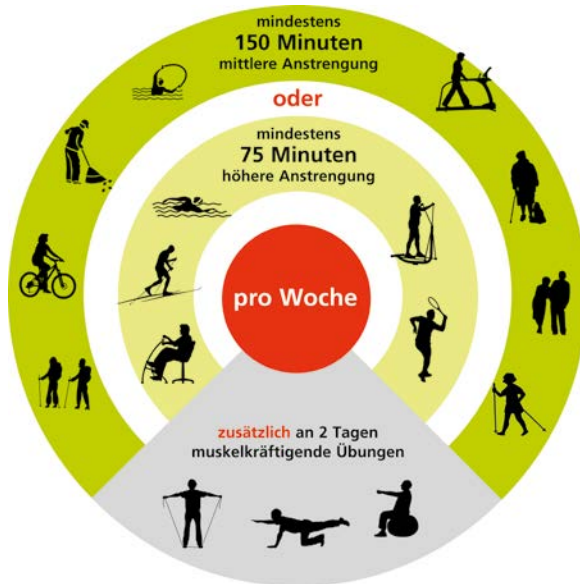 mindestens
150 Minuten
mittlere Anstrengung
oder
mindestens
75 Minuten
höhere Anstrengung
pro Woche
zusätzlich an 2 Tagen
muskelkräftigende Übungen